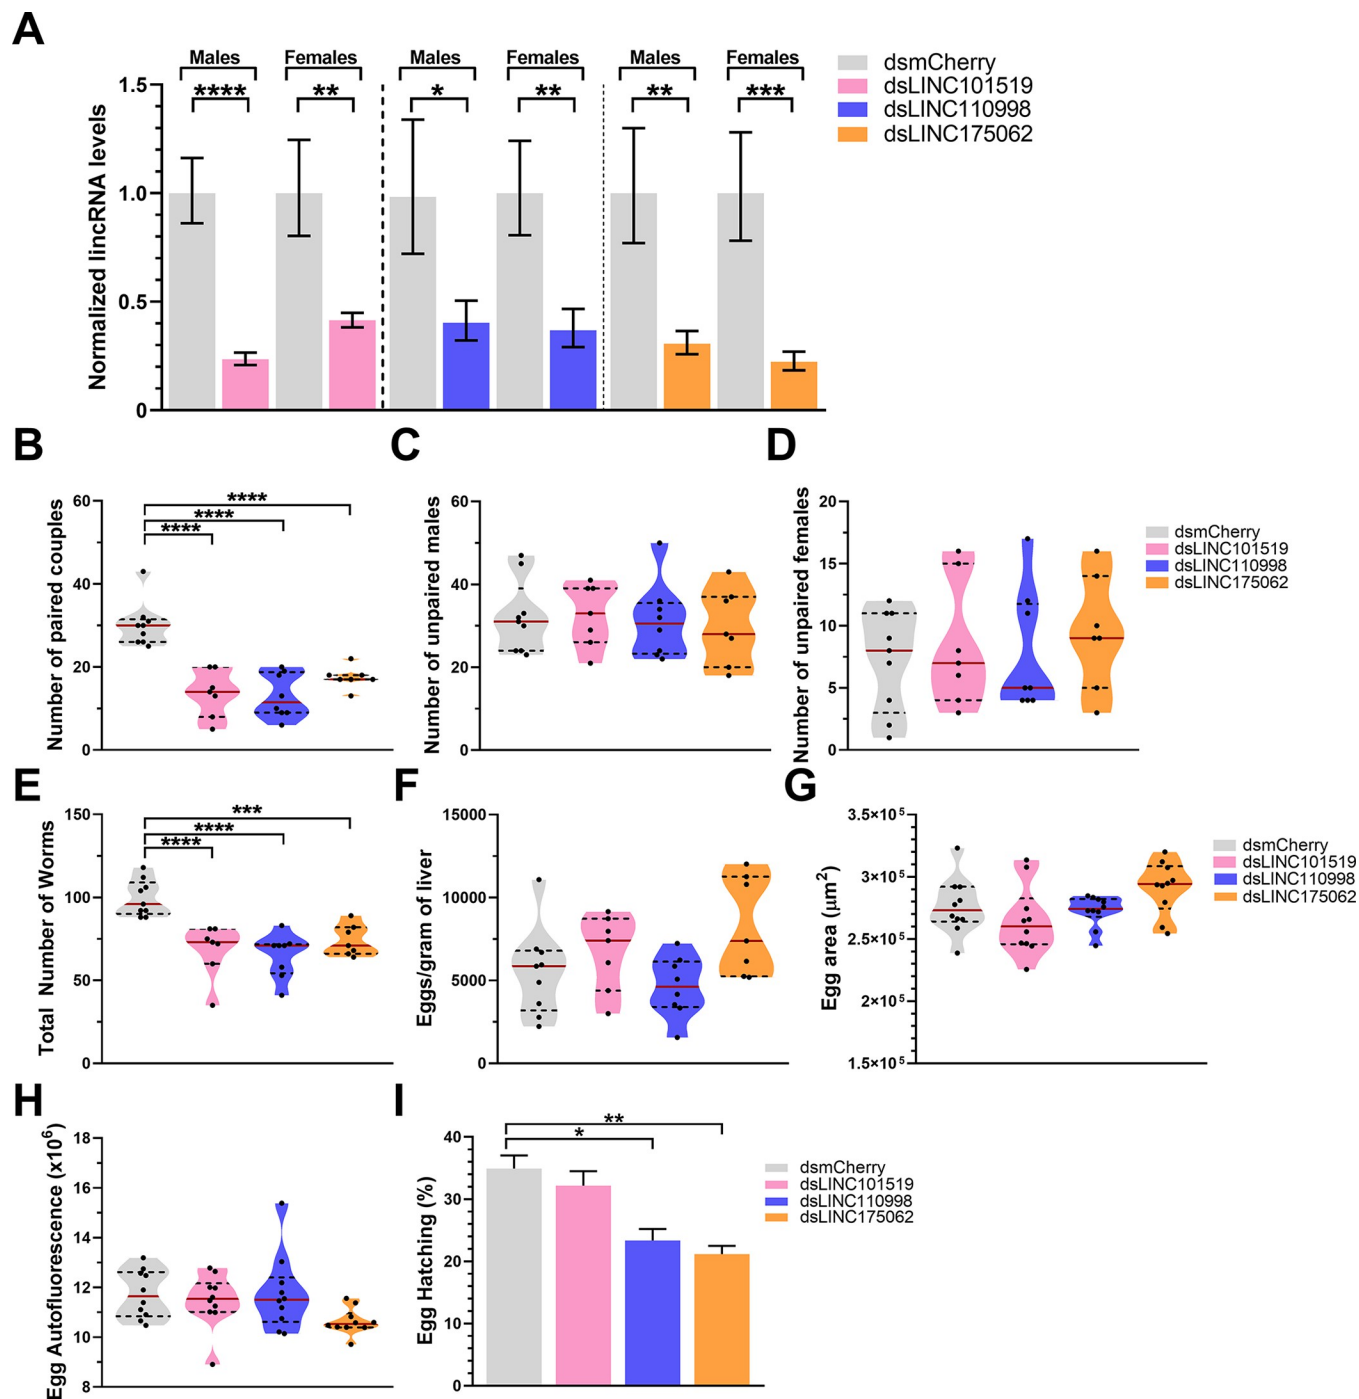 A
Males Females Males Females Males Females
**** ** * ** ** ***
dsmCherry
dsLINC101519
dsLINC110998
dsLINC175062
Normalized lincRNA levels
1.5
1.0
0.5
0
B
Number of paired couples
60
40
20
0
****
****
****
C
Number of unpaired males
60
40
20
0
D
Number of unpaired females
20
15
10
5
0
dsmCherry
dsLINC101519
dsLINC110998
dsLINC175062
E
Total Number of Worms
150
100
50
0
***
****
****
F
Eggs/gram of liver
15000
10000
5000
0
G
Egg area (µm²)
3.5×10⁵
3×10⁵
2.5×10⁵
2×10⁵
1.5×10⁵
dsmCherry
dsLINC101519
dsLINC110998
dsLINC175062
H
Egg Autofluorescence (x10⁶)
18
16
14
12
10
8
I
Egg Hatching (%)
40
30
20
10
0
**
*
dsmCherry
dsLINC101519
dsLINC110998
dsLINC175062